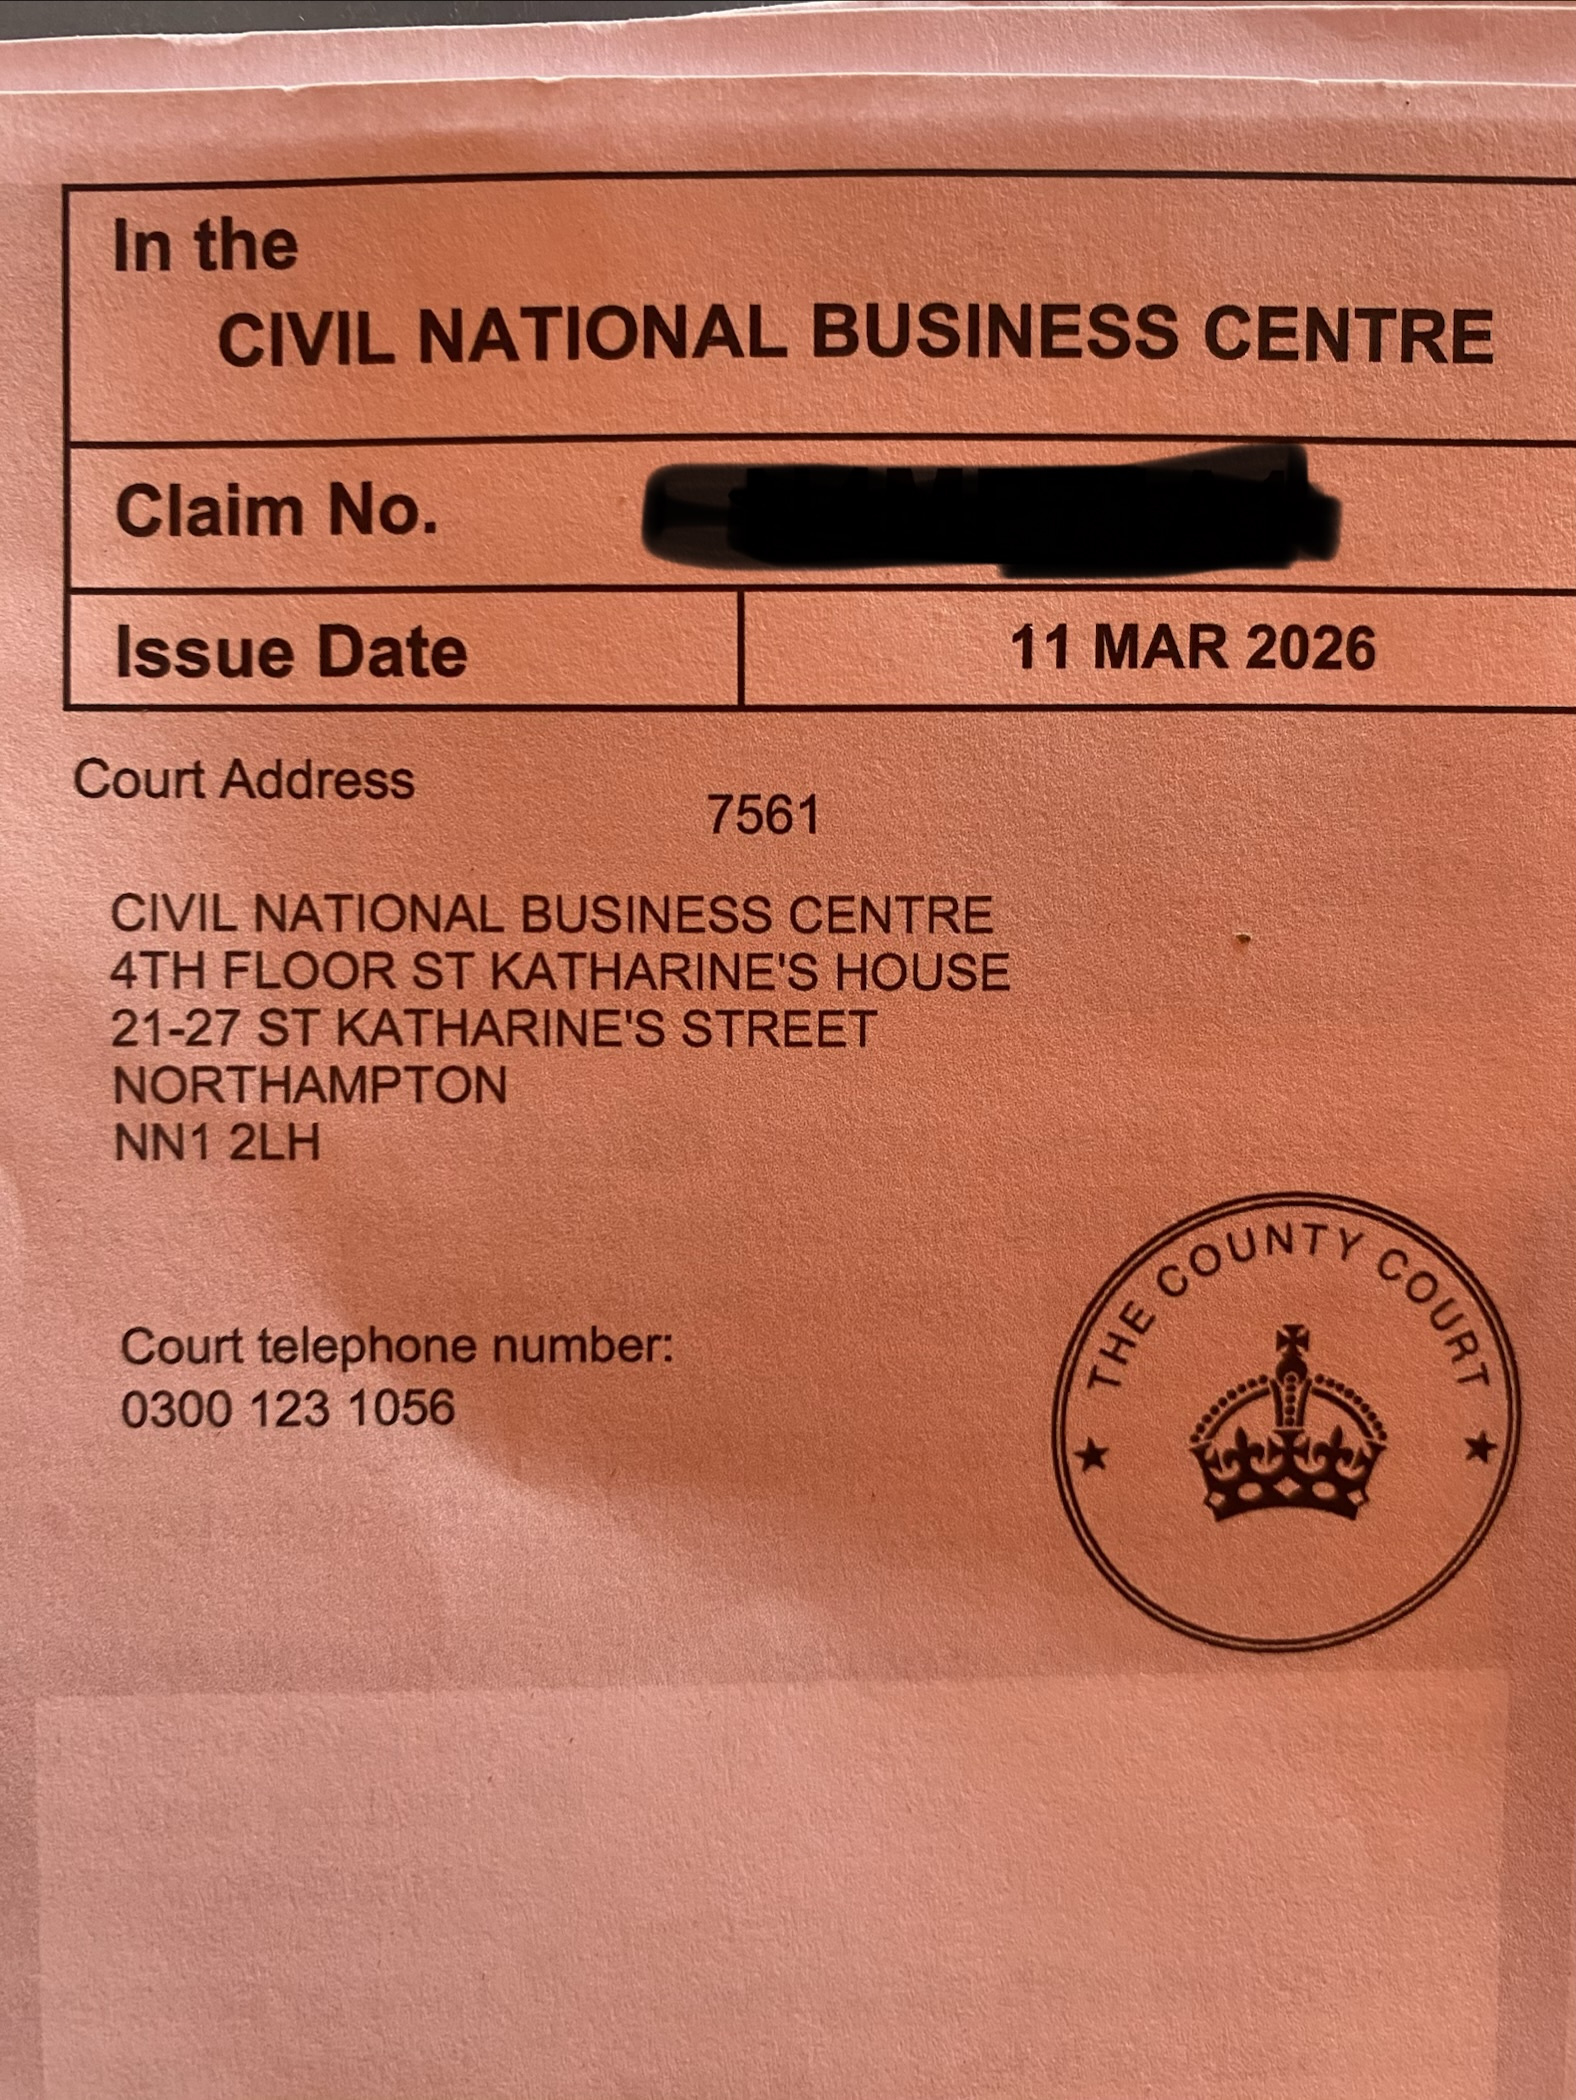 In the
CIVIL NATIONAL BUSINESS CENTRE
Claim No.
Issue Date
11 MAR 2026
Court Address
7561
CIVIL NATIONAL BUSINESS CENTRE
4TH FLOOR ST KATHARINE'S HOUSE
21-27 ST KATHARINE'S STREET
NORTHAMPTON
NN1 2LH
THE COUNTY COURT
Court telephone number:
0300 123 1056